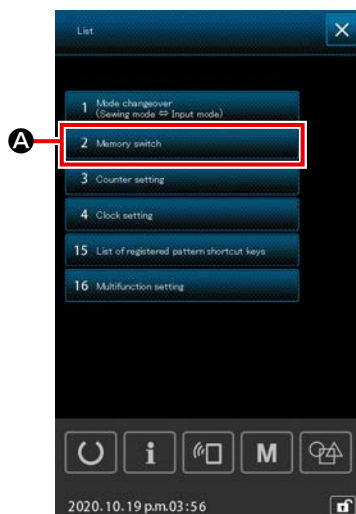 List
1 Mode changeover
(Sewing mode ⇔ Input mode)
A
2 Memory switch
3 Counter setting
4 Clock setting
15 List of registered pattern shortcut keys
16 Multifunction setting
i
M
2020.10.19 p.m.03:56